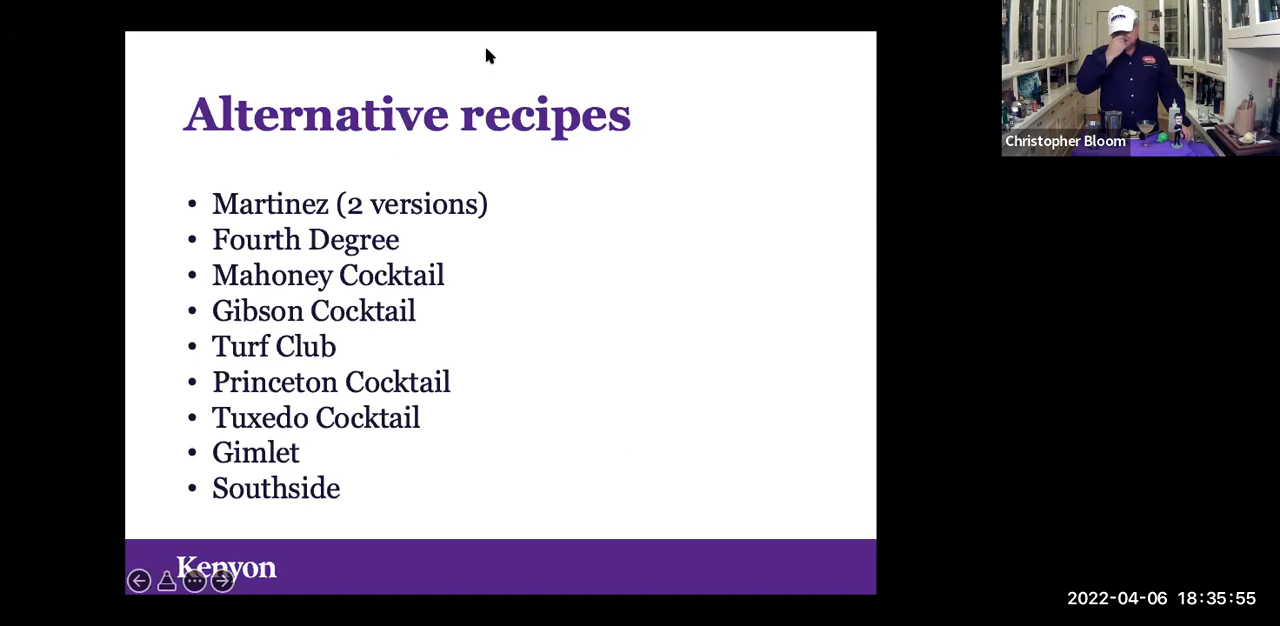 Alternative recipes
• Martinez (2 versions)
• Fourth Degree
• Mahoney Cocktail
• Gibson Cocktail
• Turf Club
• Princeton Cocktail
• Tuxedo Cocktail
• Gimlet
• Southside
Kenyon
Christopher Bloom
2022-04-06 18:35:55